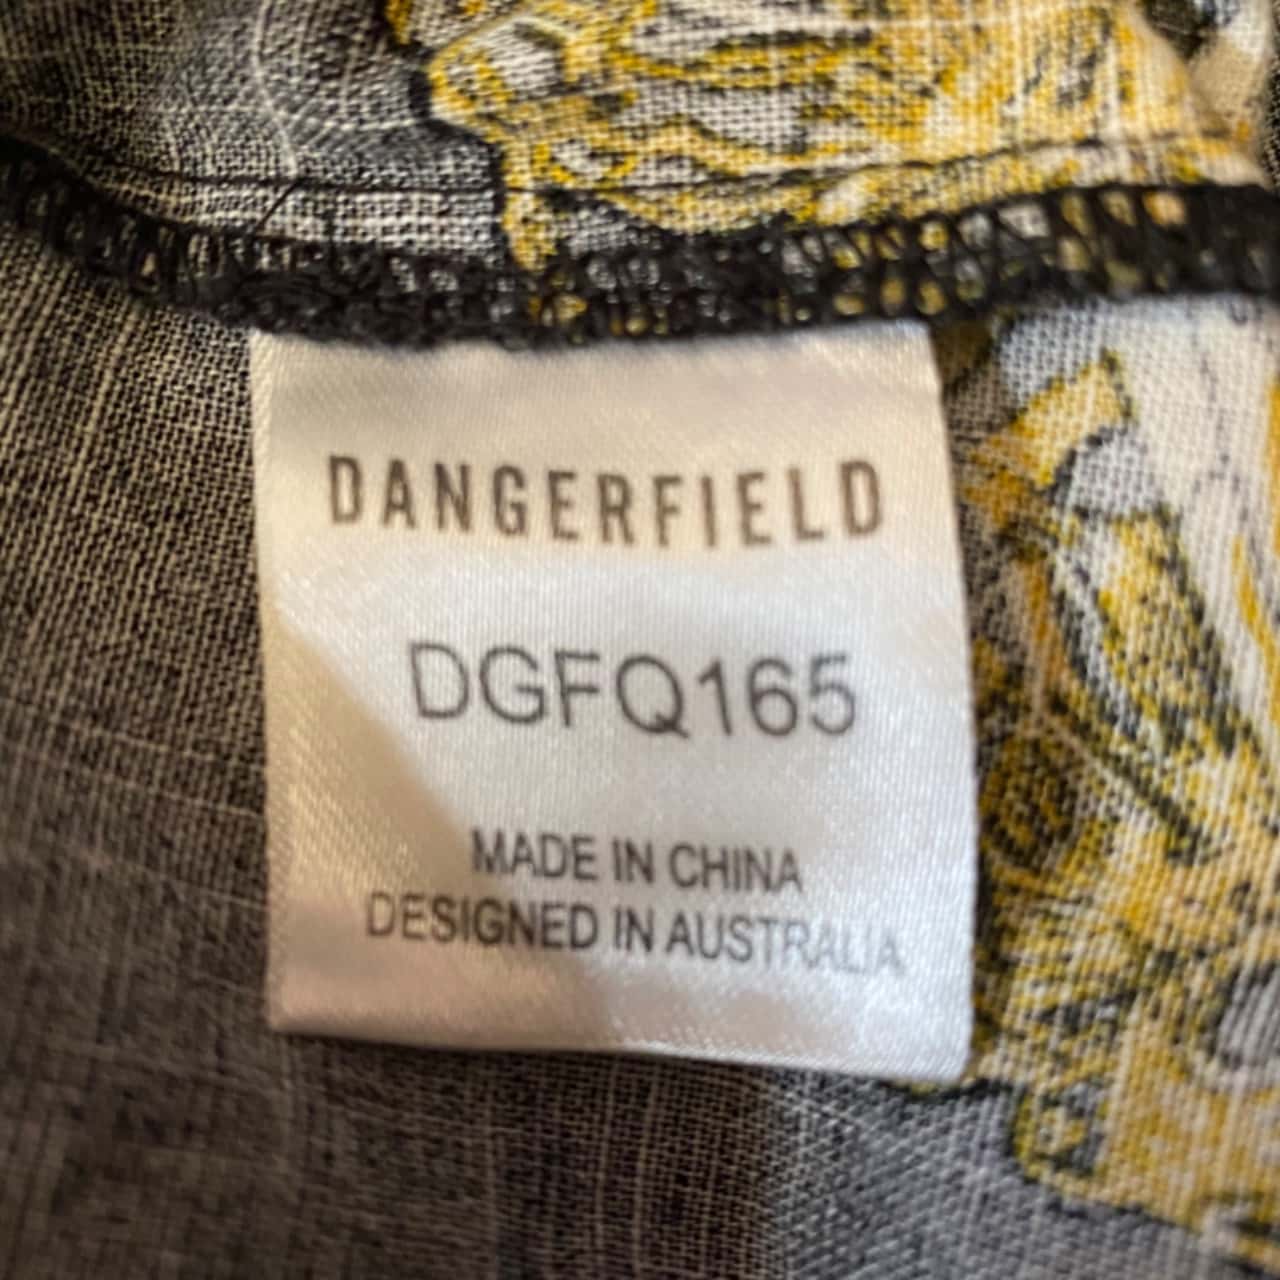 DANGERFIELD
DGFQ165
MADE IN CHINA
DESIGNED IN AUSTRALIA